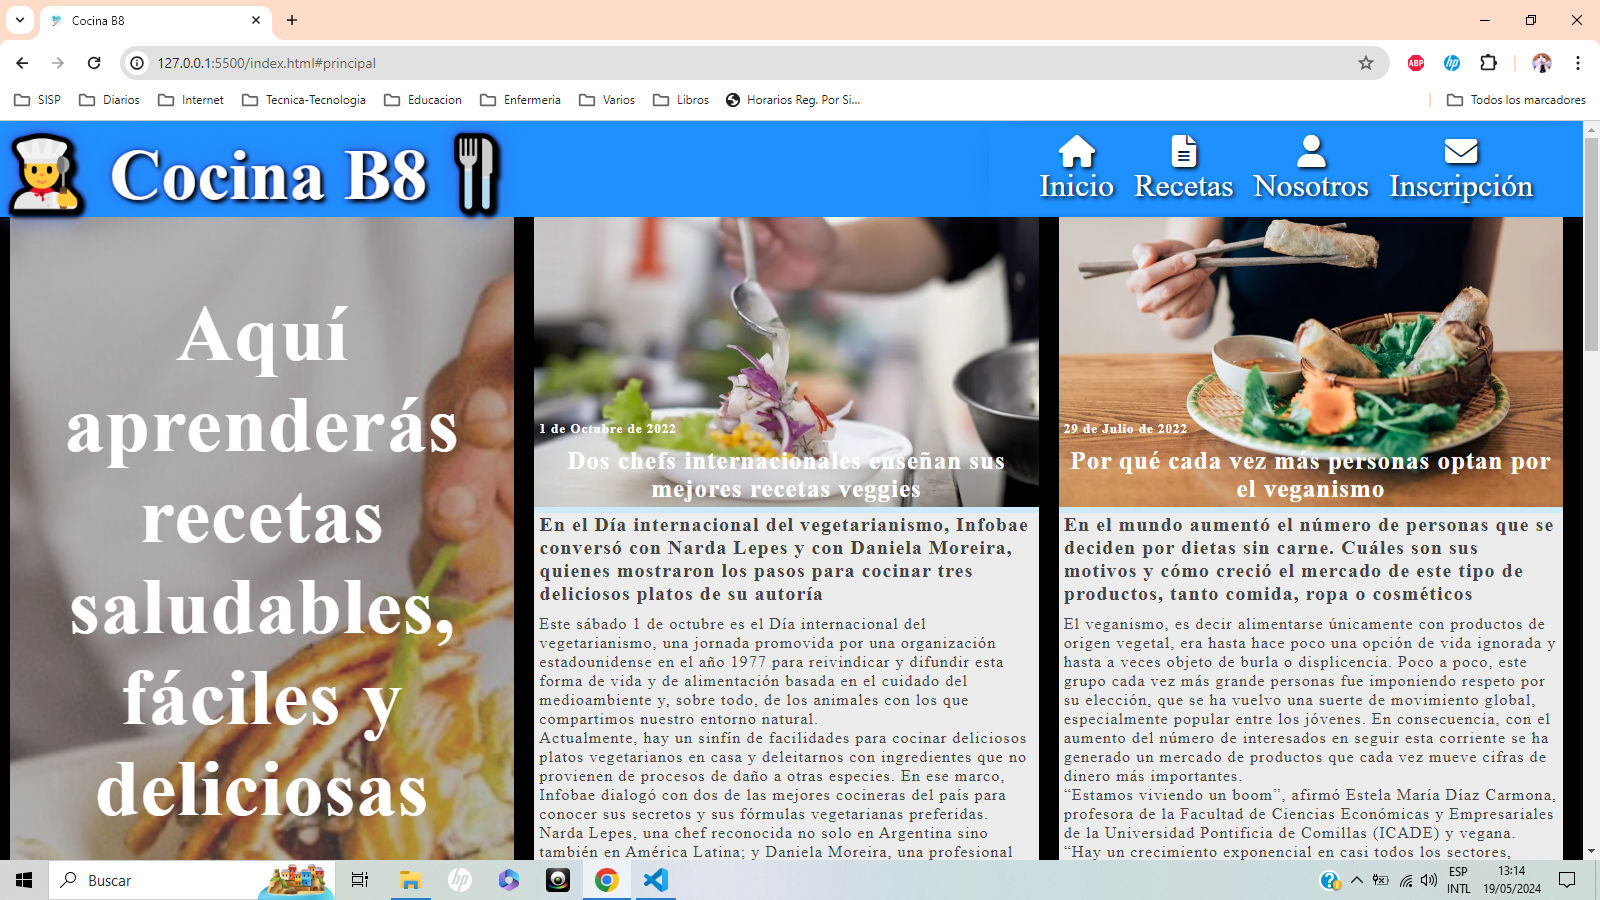 Cocina B8
127.0.0.1:5500/index.html#principal
ABP
hp
SISP
Diarios
Internet
Tecnica-Tecnologia
Educacion
Enfermeria
Varios
Libros
Horarios Reg. Por Si...
Todos los marcadores
Cocina B8
Inicio
Recetas
Nosotros
Inscripción
Aquí
aprenderás
recetas
saludables,
fáciles y
deliciosas
1 de Octubre de 2022
Dos chefs internacionales enseñan sus
mejores recetas veggies
En el Día internacional del vegetarianismo, Infobae
conversó con Narda Lepes y con Daniela Moreira,
quienes mostraron los pasos para cocinar tres
deliciosos platos de su autoría
Este sábado 1 de octubre es el Día internacional del
vegetarianismo, una jornada promovida por una organización
estadounidense en el año 1977 para reivindicar y difundir esta
forma de vida y de alimentación basada en el cuidado del
medioambiente y, sobre todo, de los animales con los que
compartimos nuestro entorno natural.
Actualmente, hay un sinfín de facilidades para cocinar deliciosos
platos vegetarianos en casa y deleitarnos con ingredientes que no
provienen de procesos de daño a otras especies. En ese marco,
Infobae dialogó con dos de las mejores cocineras del país para
conocer sus secretos y sus fórmulas vegetarianas preferidas.
Narda Lepes, una chef reconocida no solo en Argentina sino
también en América Latina; y Daniela Moreira, una profesional
29 de Julio de 2022
Por qué cada vez más personas optan por
el veganismo
En el mundo aumentó el número de personas que se
deciden por dietas sin carne. Cuáles son sus
motivos y cómo creció el mercado de este tipo de
productos, tanto comida, ropa o cosméticos
El veganismo, es decir alimentarse únicamente con productos de
origen vegetal, era hasta hace poco una opción de vida ignorada y
hasta a veces objeto de burla o displicencia. Poco a poco, este
grupo cada vez más grande personas fue imponiendo respeto por
su elección, que se ha vuelvo una suerte de movimiento global,
especialmente popular entre los jóvenes. En consecuencia, con el
aumento del número de interesados en seguir esta corriente se ha
generado un mercado de productos que cada vez mueve cifras de
dinero más importantes.
“Estamos viviendo un boom”, afirmó Estela María Díaz Carmona,
profesora de la Facultad de Ciencias Económicas y Empresariales
de la Universidad Pontificia de Comillas (ICADE) y vegana.
“Hay un crecimiento exponencial en casi todos los sectores,
Buscar
hp
ESP
INTL
13:14
19/05/2024